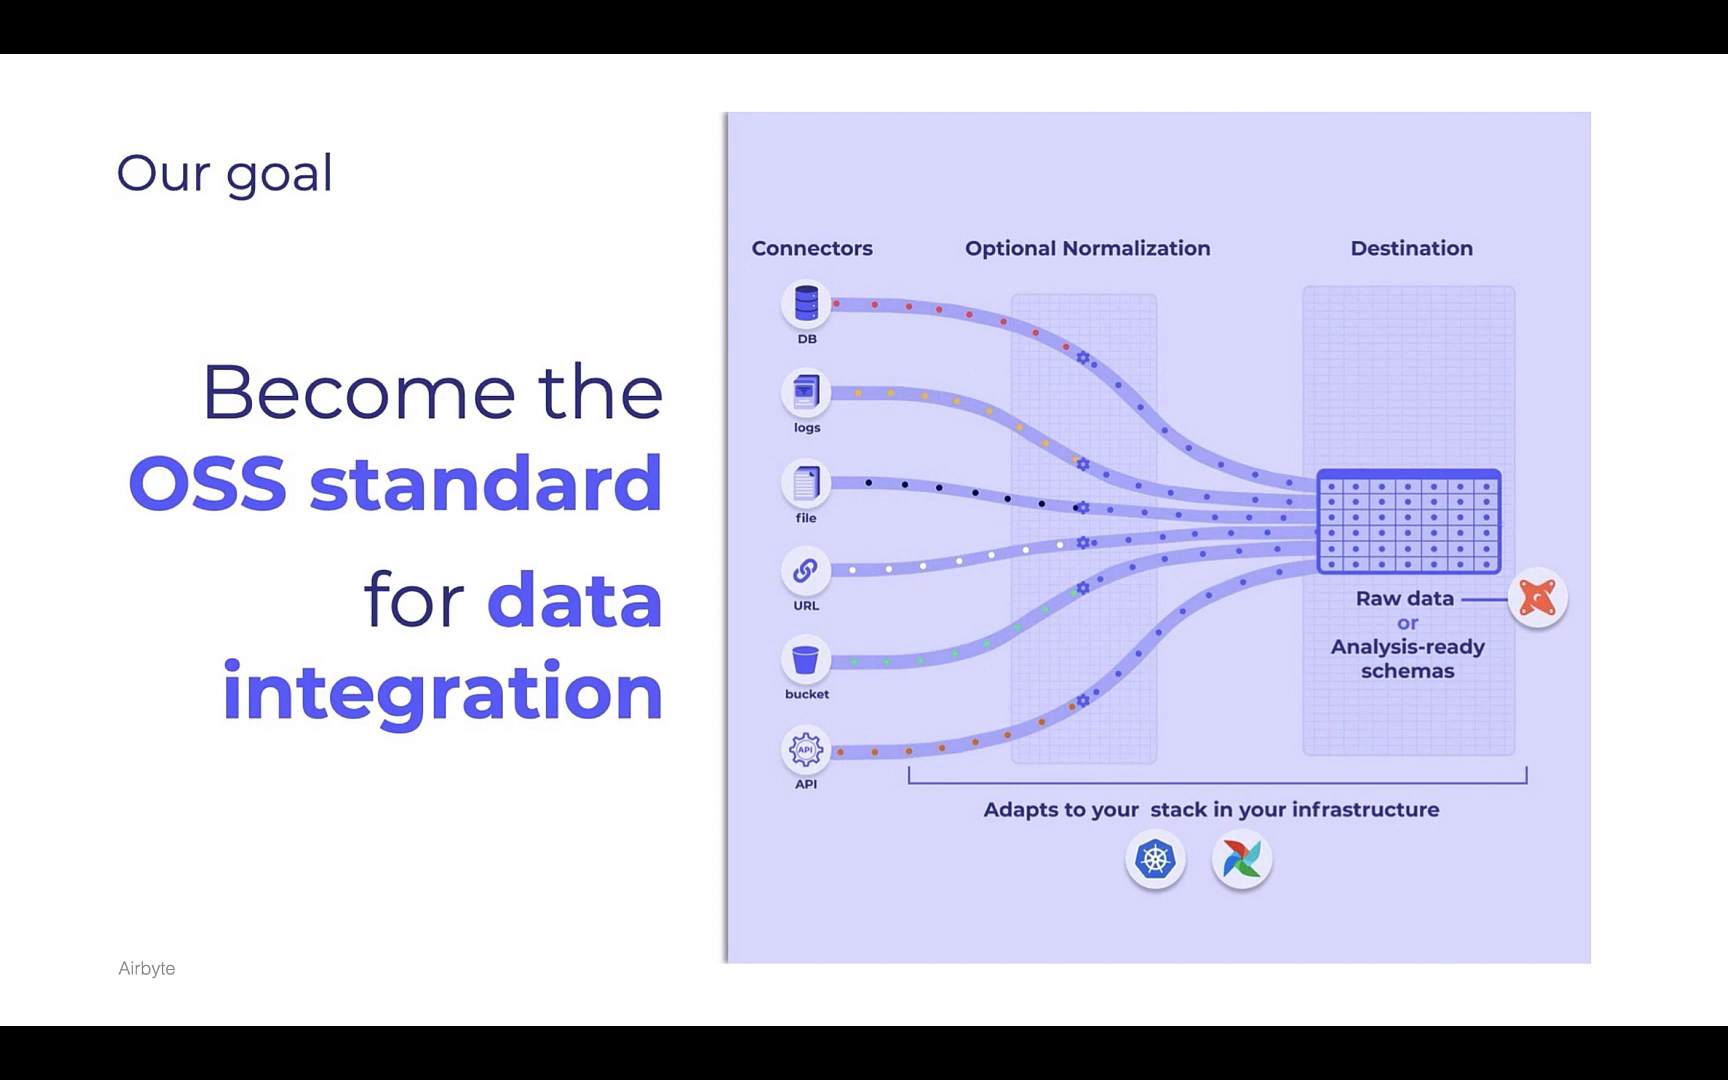 Our goal
Become the
OSS standard
for data
integration
Connectors
Optional Normalization
Destination
DB
logs
file
URL
bucket
API
API
Raw data
or
Analysis-ready
schemas
Adapts to your  stack in your infrastructure
Airbyte